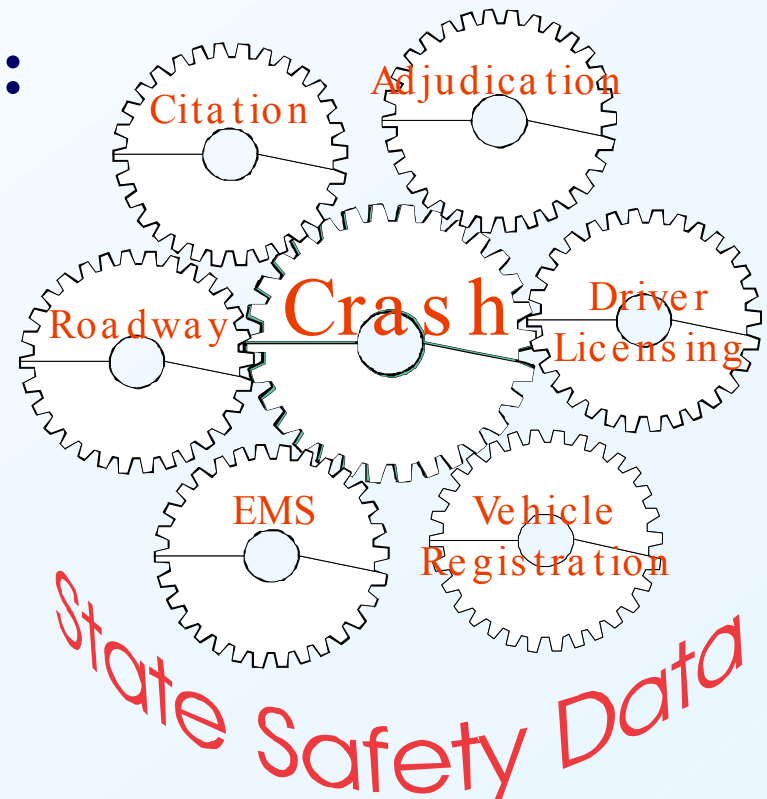 :
Citation
Adjudication
Crash
Roadway
Driver
Licensing
EMS
Vehicle
Registration
State Safety Data